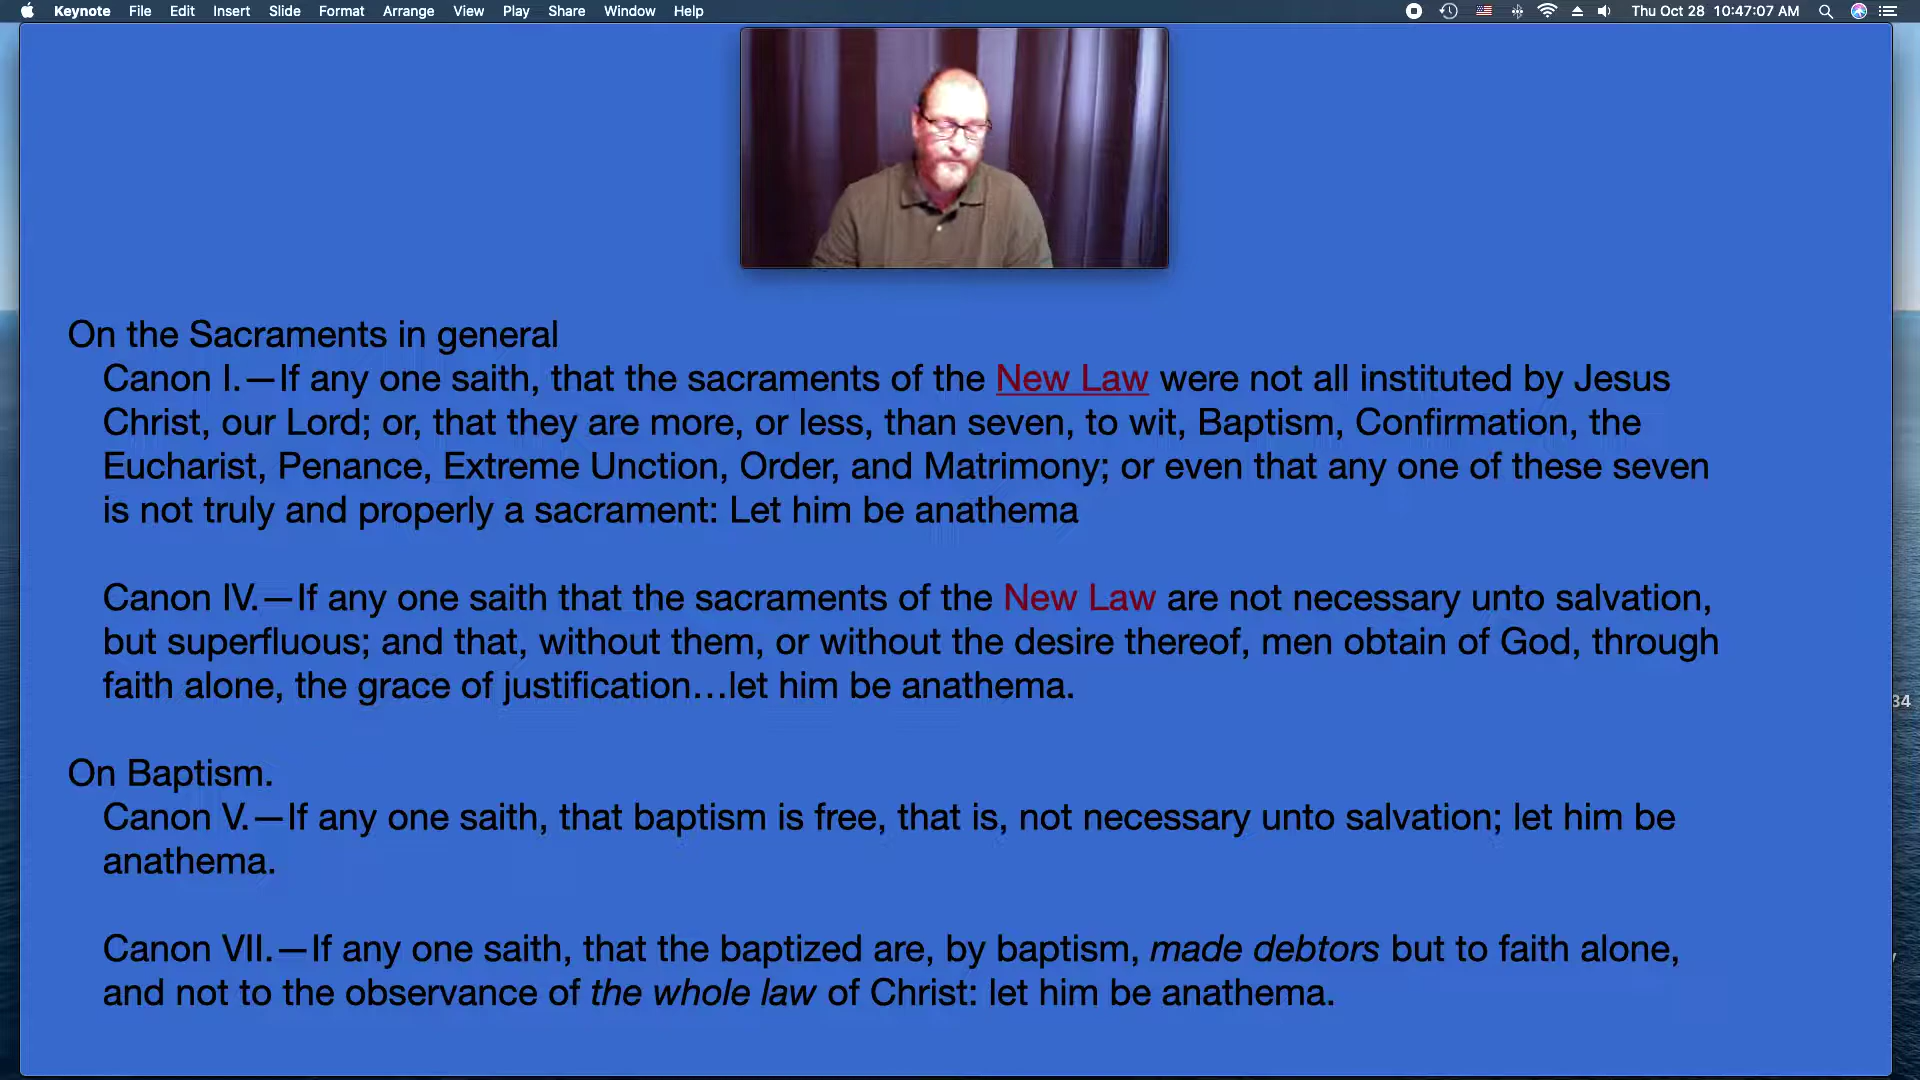 Keynote File Edit Insert Slide Format Arrange View Play Share Window Help Thu Oct 28 10:47:07 AM
On the Sacraments in general
Canon I.—If any one saith, that the sacraments of the New Law were not all instituted by Jesus
Christ, our Lord; or, that they are more, or less, than seven, to wit, Baptism, Confirmation, the
Eucharist, Penance, Extreme Unction, Order, and Matrimony; or even that any one of these seven
is not truly and properly a sacrament: Let him be anathema
Canon IV.—If any one saith that the sacraments of the New Law are not necessary unto salvation,
but superfluous; and that, without them, or without the desire thereof, men obtain of God, through
faith alone, the grace of justification…let him be anathema.
34
On Baptism.
Canon V.—If any one saith, that baptism is free, that is, not necessary unto salvation; let him be
anathema.
Canon VII.—If any one saith, that the baptized are, by baptism, made debtors but to faith alone,
and not to the observance of the whole law of Christ: let him be anathema.